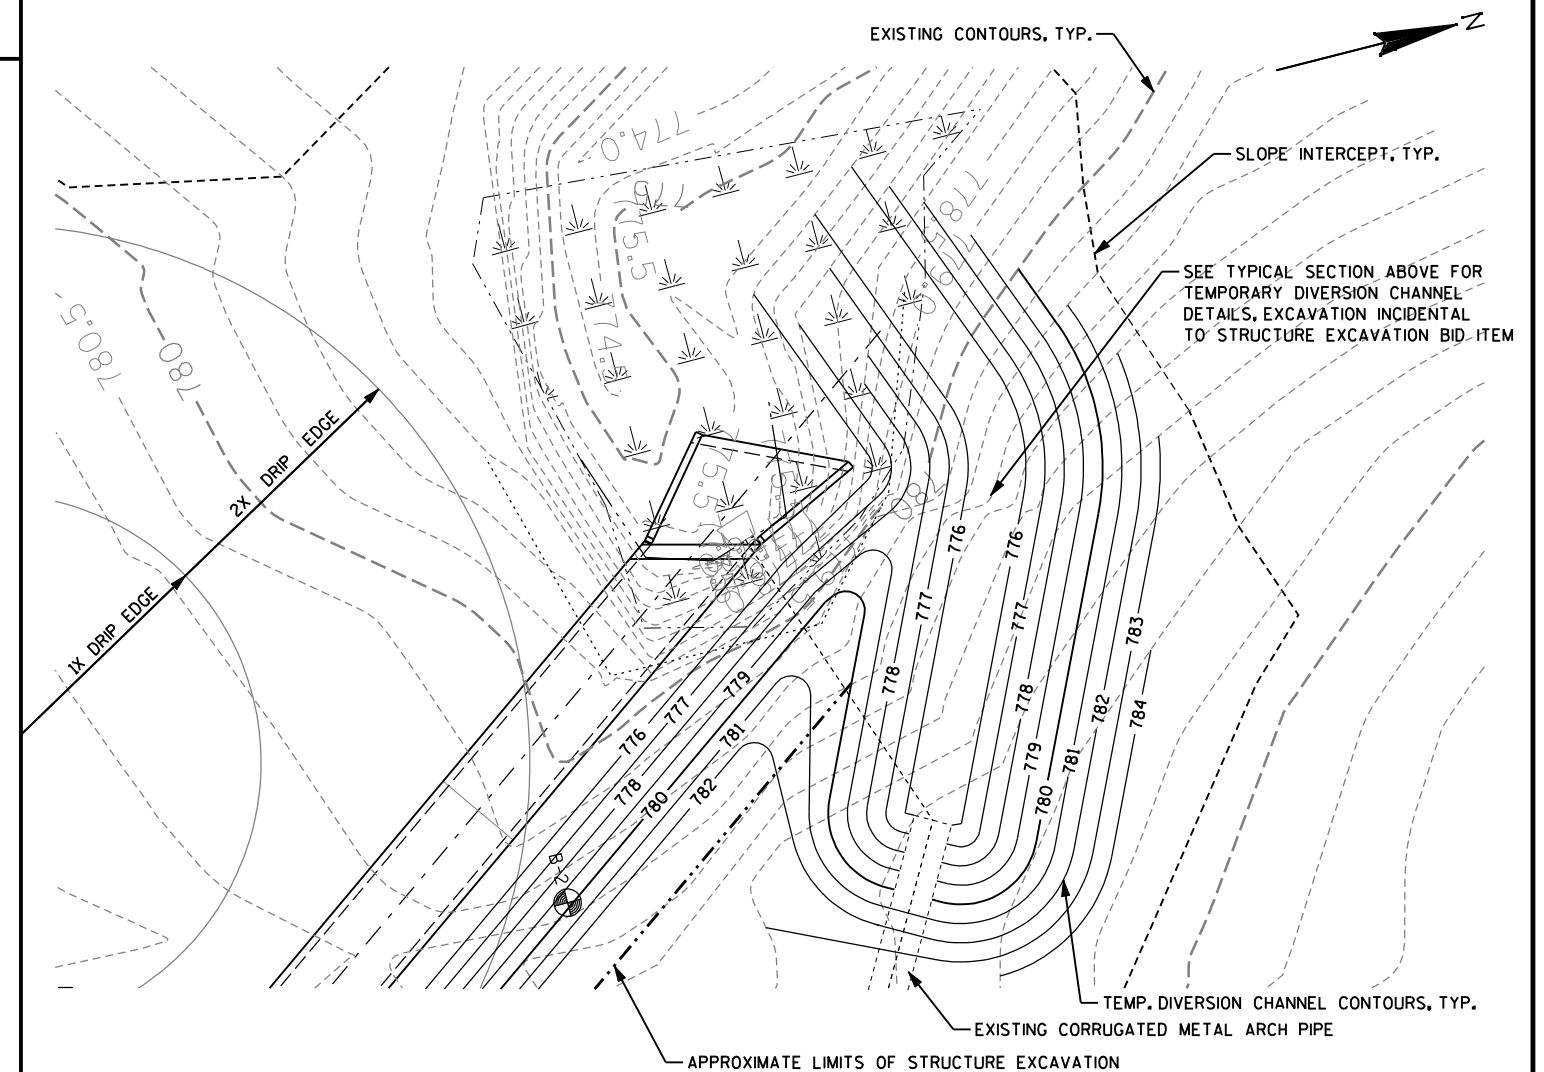 EXISTING CONTOURS, TYP.
N
SLOPE INTERCEPT, TYP.
SEE TYPICAL SECTION ABOVE FOR
TEMPORARY DIVERSION CHANNEL
DETAILS, EXCAVATION INCIDENTAL
TO STRUCTURE EXCAVATION BID ITEM
774.0
775.5
778.5
779.0
780.5
780
780
2X DRIP EDGE
1X DRIP EDGE
776
776
777
777
778
778
779
779
776
777
778
780
781
782
780
781
782
783
784
B-2
TEMP. DIVERSION CHANNEL CONTOURS, TYP.
EXISTING CORRUGATED METAL ARCH PIPE
APPROXIMATE LIMITS OF STRUCTURE EXCAVATION